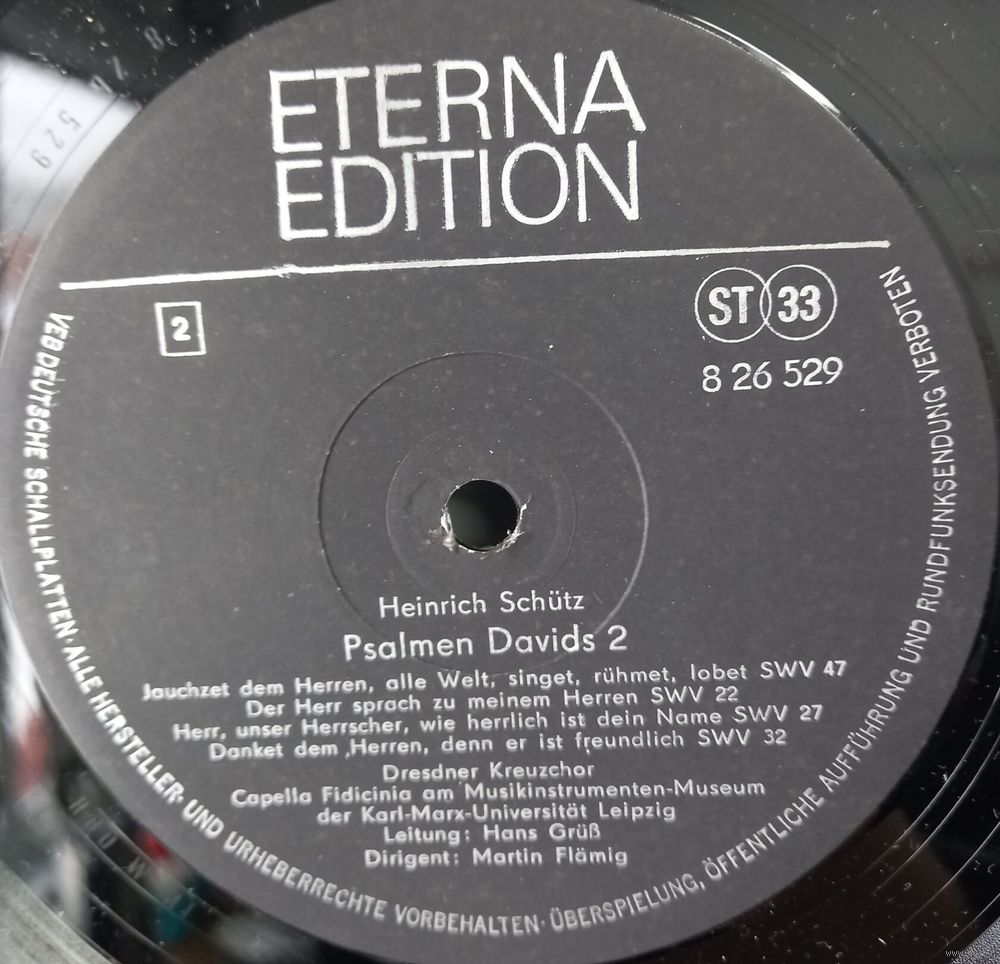 ETERNA
EDITION
2
ST 33
8 26 529
Heinrich Schütz
Psalmen Davids 2
Jauchzet dem Herren, alle Welt, singet, rühmet, lobet SWV 47
Der Herr sprach zu meinem Herren SWV 22
Herr, unser Herrscher, wie herrlich ist dein Name SWV 27
Danket dem Herren, denn er ist freundlich SWV 32
Dresdner Kreuzchor
Capella Fidicinia am Musikinstrumenten-Museum
der Karl-Marx-Universität Leipzig
Leitung: Hans Grüß
Dirigent: Martin Flämig
VEB DEUTSCHE SCHALLPLATTEN · ALLE HERSTELLER- UND URHEBERRECHTE VORBEHALTEN · ÜBERSPIELUNG, ÖFFENTLICHE AUFFÜHRUNG UND RUNDFUNKSENDUNG VERBOTEN
529